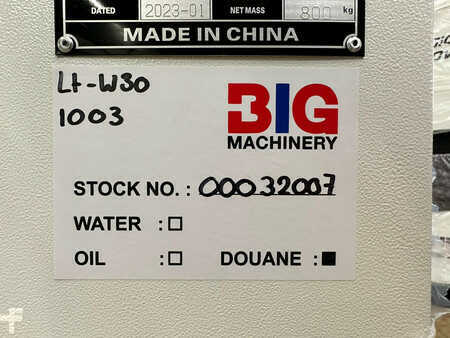 DATED 2023-01 NET MASS 800 kg
MADE IN CHINA
Lt-W30
1003
BIG
MACHINERY
STOCK NO. : 00032007
WATER : ☐
OIL : ☐ DOUANE : ■